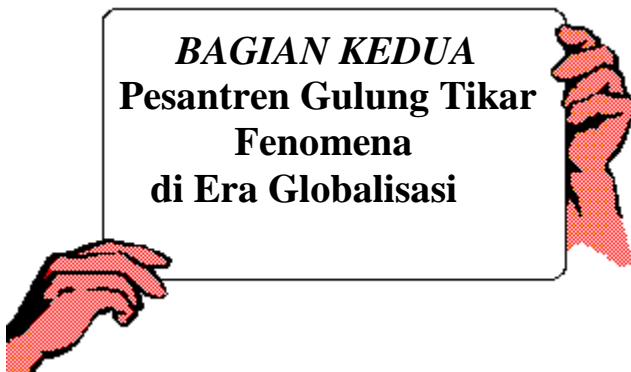 BAGIAN KEDUA
Pesantren Gulung Tikar
Fenomena
di Era Globalisasi